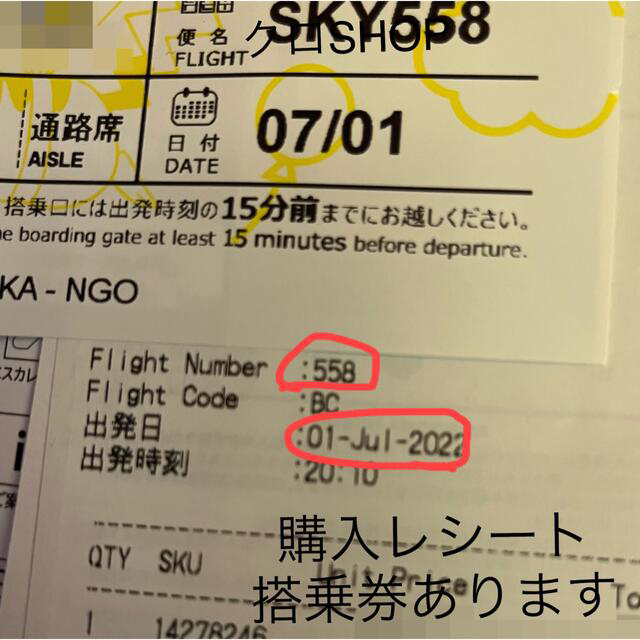 便名
FLIGHT
SKY558
クロSHOP
通路席
AISLE
日付
DATE
07/01
搭乗口には出発時刻の15分前までにお越しください。
e boarding gate at least 15 minutes before departure.
KA - NGO
Flight Number :558
Flight Code :BC
出発日 :01-Jul-2022
出発時刻 :20:10
購入レシート
QTY SKU Unit Price To
搭乗券あります
1 14278246